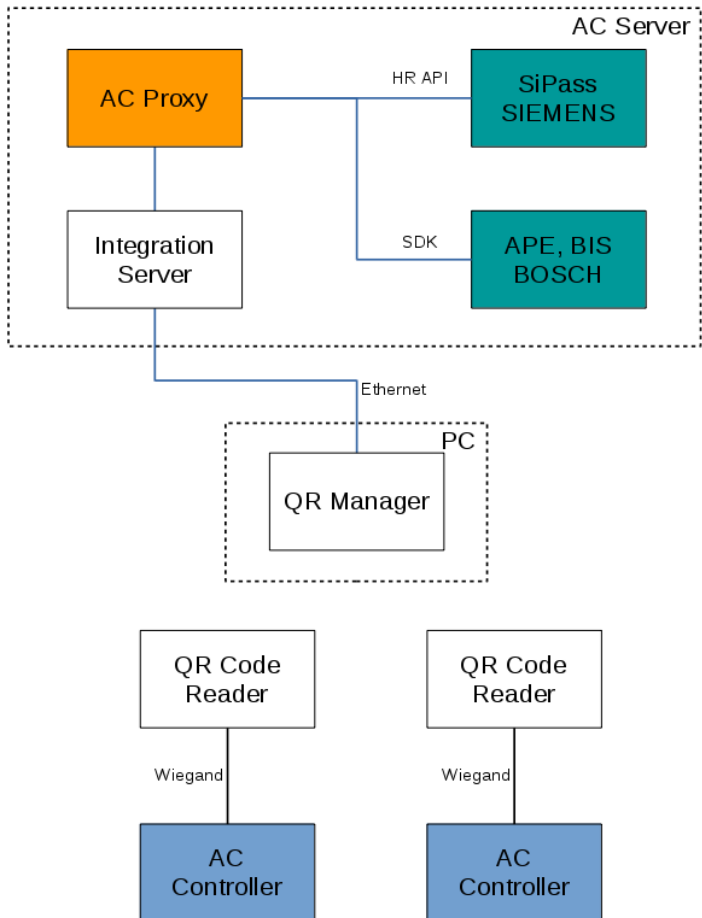 AC Server
AC Proxy
HR API
SiPass
SIEMENS
Integration
Server
SDK
APE, BIS
BOSCH
Ethernet
PC
QR Manager
QR Code
Reader
QR Code
Reader
Wiegand
Wiegand
AC
Controller
AC
Controller